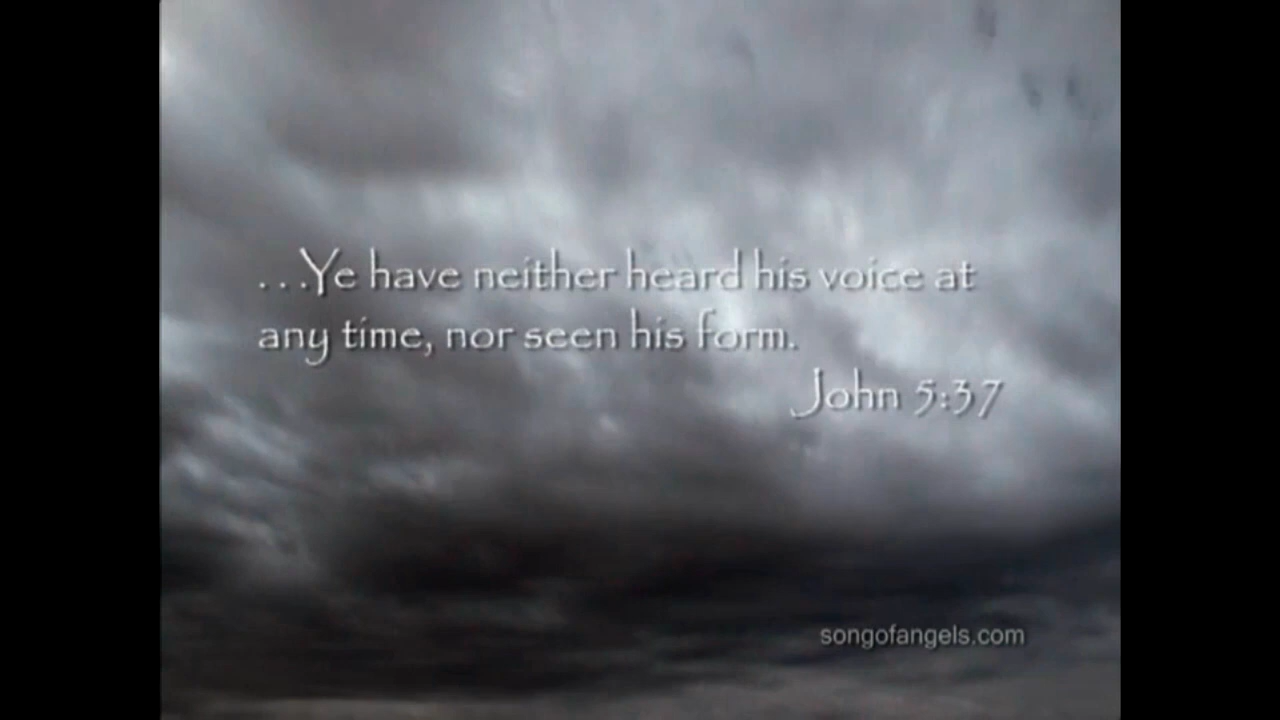 . . .Ye have neither heard his voice at
any time, nor seen his form.
John 5:37
songofangels.com